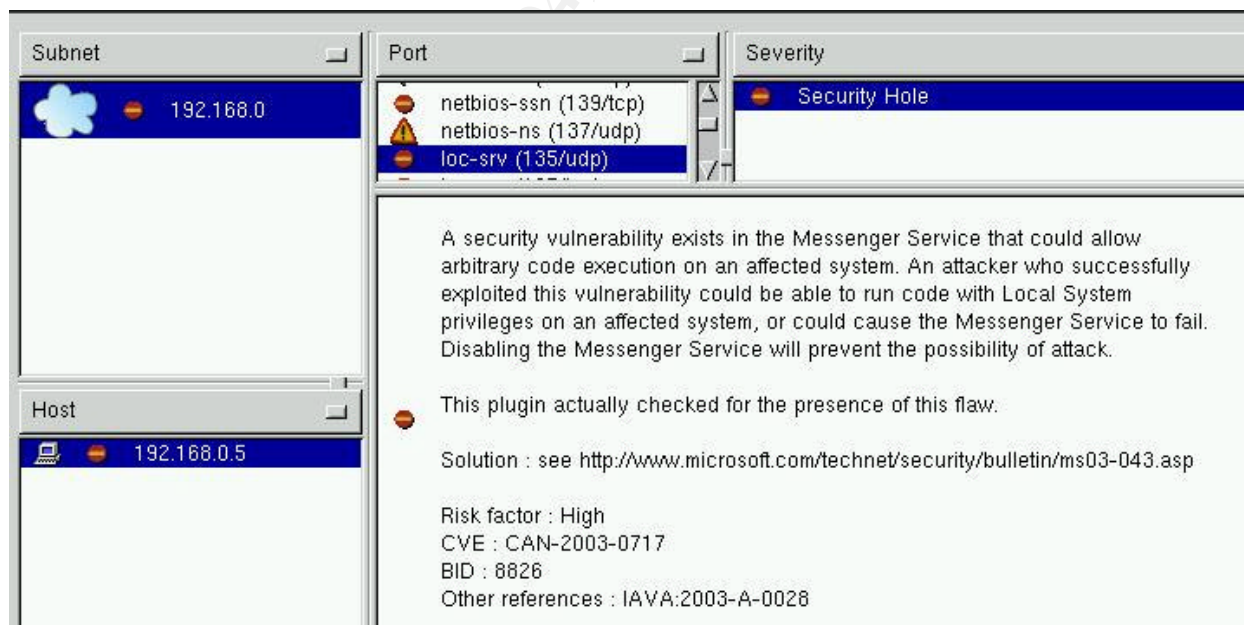 Subnet
Port
Severity
192.168.0
netbios-ssn (139/tcp)
netbios-ns (137/udp)
loc-srv (135/udp)
Security Hole
Host
192.168.0.5
A security vulnerability exists in the Messenger Service that could allow
arbitrary code execution on an affected system. An attacker who successfully
exploited this vulnerability could be able to run code with Local System
privileges on an affected system, or could cause the Messenger Service to fail.
Disabling the Messenger Service will prevent the possibility of attack.
This plugin actually checked for the presence of this flaw.
Solution : see http://www.microsoft.com/technet/security/bulletin/ms03-043.asp
Risk factor : High
CVE : CAN-2003-0717
BID : 8826
Other references : IAVA:2003-A-0028